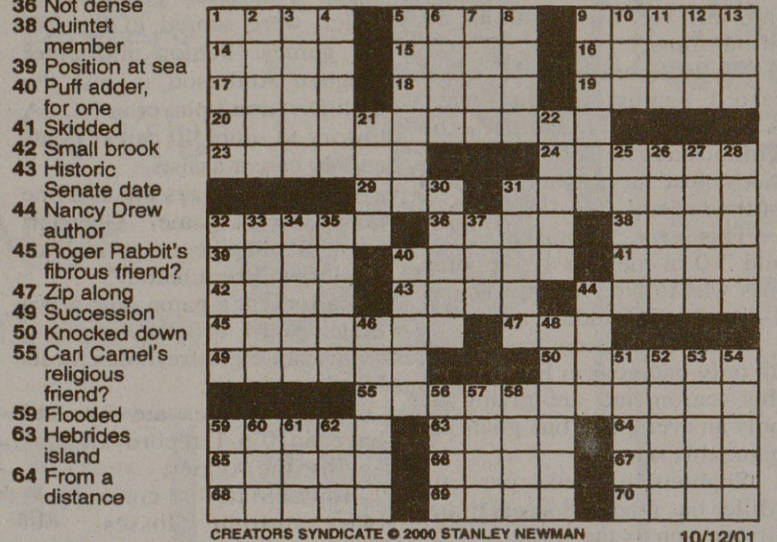 36 Not dense
38 Quintet
member
39 Position at sea
40 Puff adder,
for one
41 Skidded
42 Small brook
43 Historic
Senate date
44 Nancy Drew
author
45 Roger Rabbit's
fibrous friend?
47 Zip along
49 Succession
50 Knocked down
55 Carl Camel's
religious
friend?
59 Flooded
63 Hebrides
island
64 From a
distance
1 2 3 4 5 6 7 8 9 10 11 12 13
14 15 16
17 18 19
20 21 22
23 24 25 26 27 28
29 30 31
32 33 34 35 36 37 38
39 40 41
42 43 44
45 46 47 48
49 50 51 52 53 54
55 56 57 58
59 60 61 62 63 64
65 66 67
68 69 70
CREATORS SYNDICATE © 2000 STANLEY NEWMAN 10/12/01